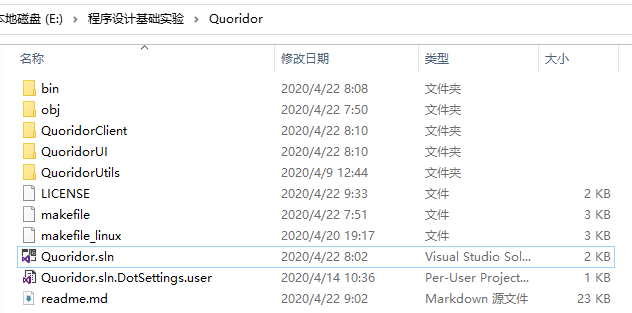 本地磁盘 (E:) › 程序设计基础实验 › Quoridor
名称 修改日期 类型 大小
bin 2020/4/22 8:08 文件夹
obj 2020/4/22 7:50 文件夹
QuoridorClient 2020/4/22 8:10 文件夹
QuoridorUI 2020/4/22 8:10 文件夹
QuoridorUtils 2020/4/9 12:44 文件夹
LICENSE 2020/4/22 9:33 文件 2 KB
makefile 2020/4/22 7:51 文件 3 KB
makefile_linux 2020/4/20 19:17 文件 3 KB
Quoridor.sln 2020/4/22 8:02 Visual Studio Sol... 2 KB
Quoridor.sln.DotSettings.user 2020/4/14 10:36 Per-User Project... 1 KB
readme.md 2020/4/22 9:02 Markdown 源文件 23 KB